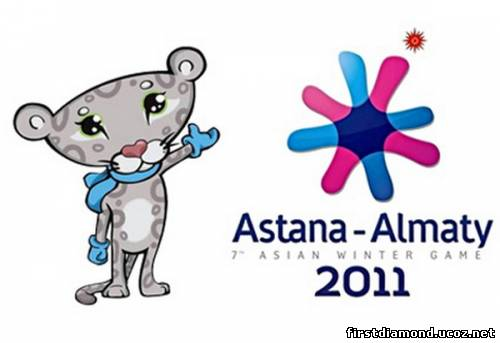 Astana-Almaty
7TH ASIAN WINTER GAME
2011
firstdiamond.ucoz.net